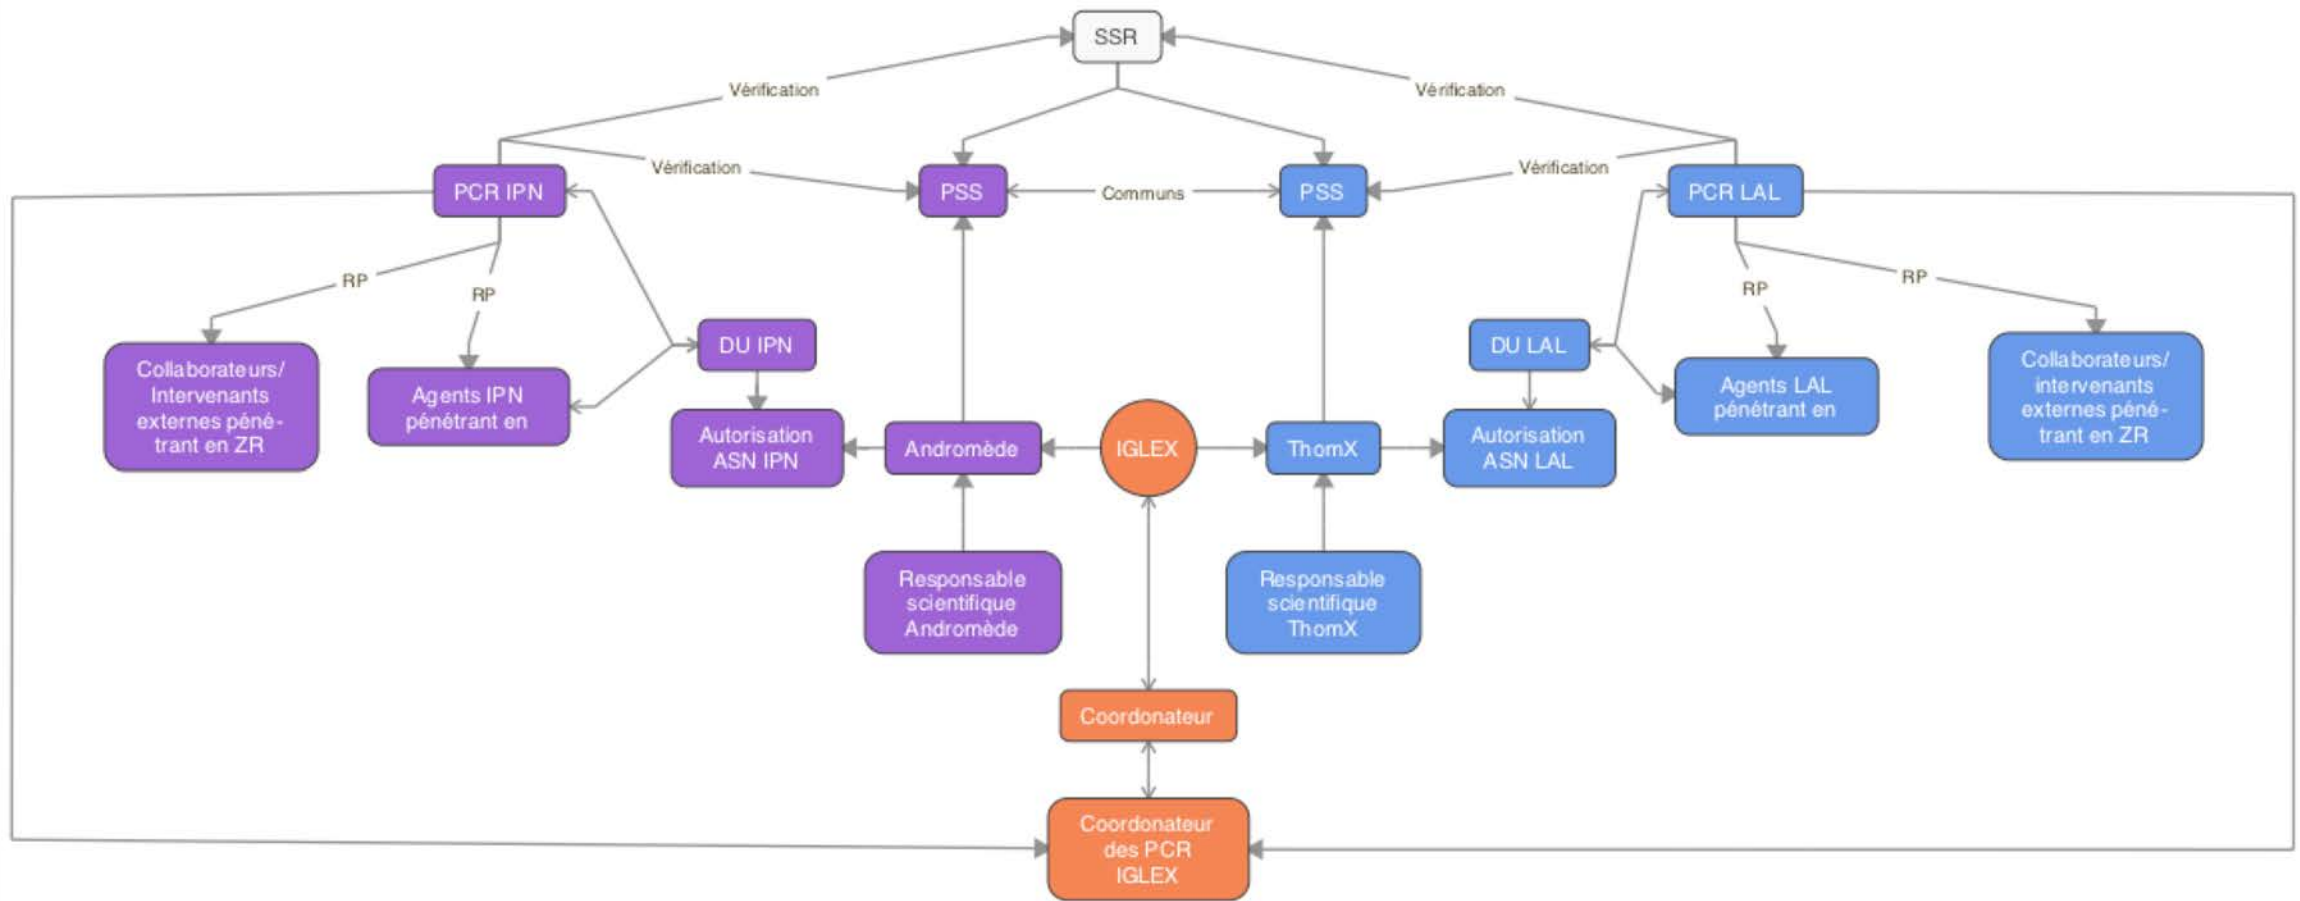 SSR
Vérification
Vérification
Vérification
Vérification
PCR IPN
PSS
Communs
PSS
PCR LAL
RP
RP
RP
RP
DU IPN
DU LAL
Collaborateurs/
Intervenants
externes péné-
trant en ZR
Agents IPN
pénétrant en
Autorisation
ASN IPN
Andromède
IGLEX
ThomX
Autorisation
ASN LAL
Agents LAL
pénétrant en
Collaborateurs/
intervenants
externes péné-
trant en ZR
Responsable
scientifique
Andromède
Responsable
scientifique
ThomX
Coordonateur
Coordonateur
des PCR
IGLEX